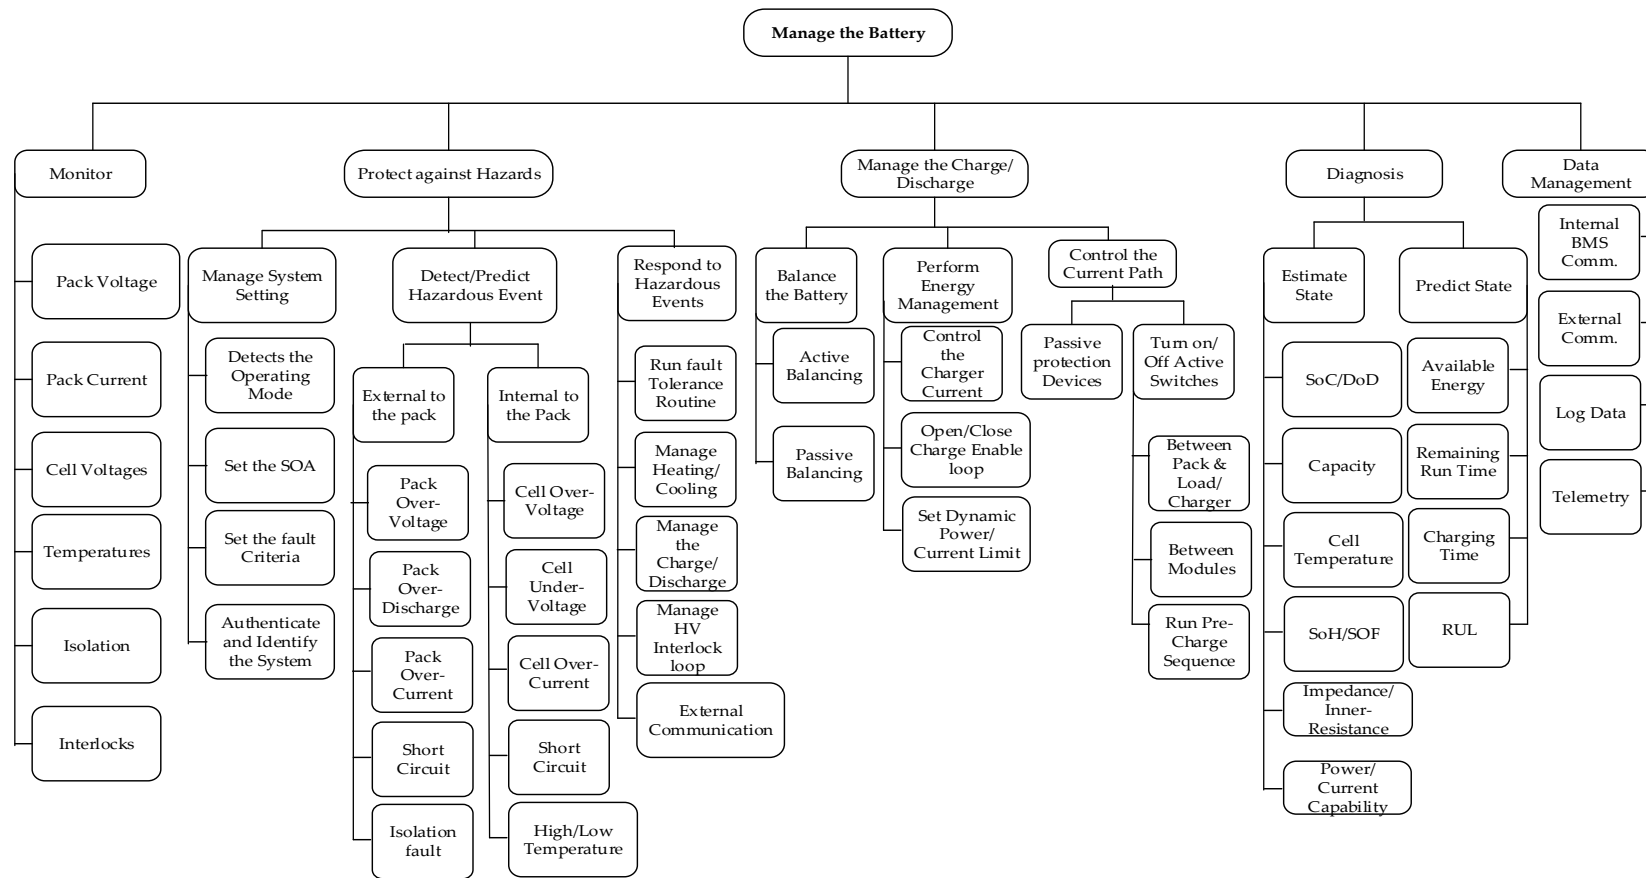 Manage the Battery
Monitor
Protect against Hazards
Manage the Charge/
Discharge
Diagnosis
Data
Management
Pack Voltage
Pack Current
Cell Voltages
Temperatures
Isolation
Interlocks
Manage System
Setting
Detects the
Operating
Mode
Set the SOA
Set the fault
Criteria
Authenticate
and Identify
the System
Detect/Predict
Hazardous Event
External to
the pack
Pack
Over-
Voltage
Pack
Over-
Discharge
Pack
Over-
Current
Short
Circuit
Isolation
fault
Internal to
the Pack
Cell Over-
Voltage
Cell
Under-
Voltage
Cell Over-
Current
Short
Circuit
High/Low
Temperature
Respond to
Hazardous
Events
Run fault
Tolerance
Routine
Manage
Heating/
Cooling
Manage
the
Charge/
Discharge
Manage
HV
Interlock
loop
External
Communication
Balance
the Battery
Active
Balancing
Passive
Balancing
Perform
Energy
Management
Control
the
Charger
Current
Open/Close
Charge Enable
loop
Set Dynamic
Power/
Current Limit
Control the
Current Path
Passive
protection
Devices
Turn on/
Off Active
Switches
Between
Pack &
Load/
Charger
Between
Modules
Run Pre-
Charge
Sequence
Estimate
State
SoC/DoD
Capacity
Cell
Temperature
SoH/SOF
Impedance/
Inner-
Resistance
Power/
Current
Capability
Predict State
Available
Energy
Remaining
Run Time
Charging
Time
RUL
Internal
BMS
Comm.
External
Comm.
Log Data
Telemetry